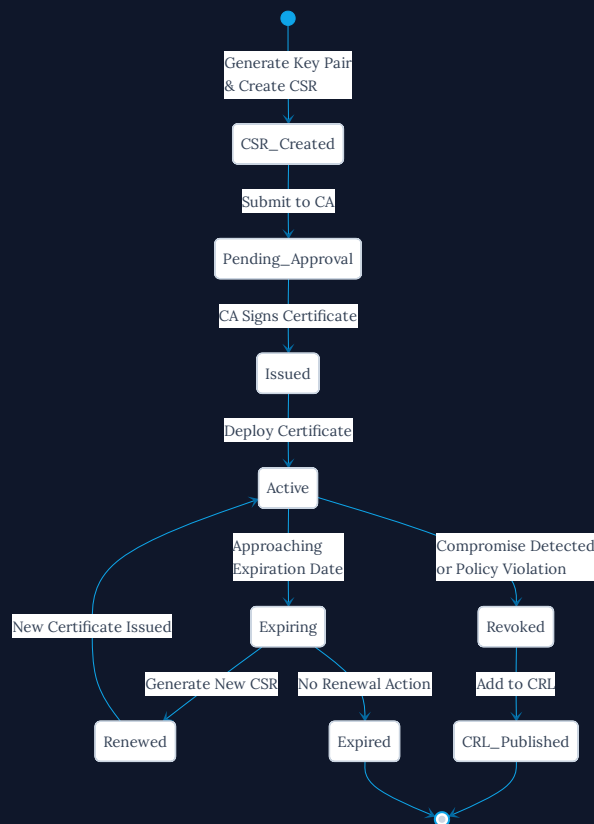 Generate Key Pair
& Create CSR
CSR_Created
Submit to CA
Pending_Approval
CA Signs Certificate
Issued
Deploy Certificate
Active
Approaching
Expiration Date
Compromise Detected
or Policy Violation
New Certificate Issued
Expiring
Revoked
Generate New CSR
No Renewal Action
Add to CRL
Renewed
Expired
CRL_Published